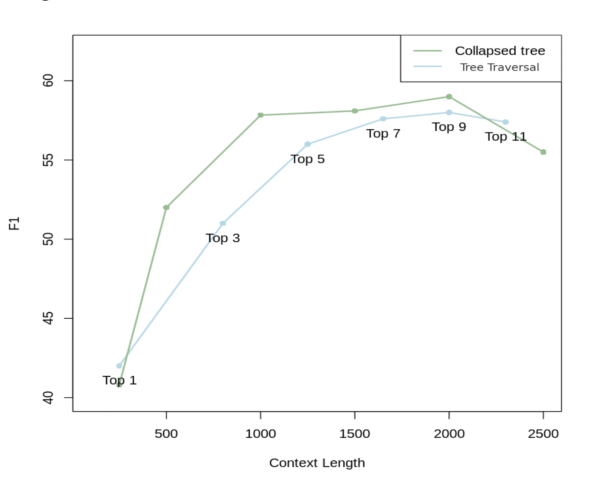 Collapsed tree
Tree Traversal
60
55
50
45
40
F1
Top 1
Top 3
Top 5
Top 7
Top 9
Top 11
500 1000 1500 2000 2500
Context Length